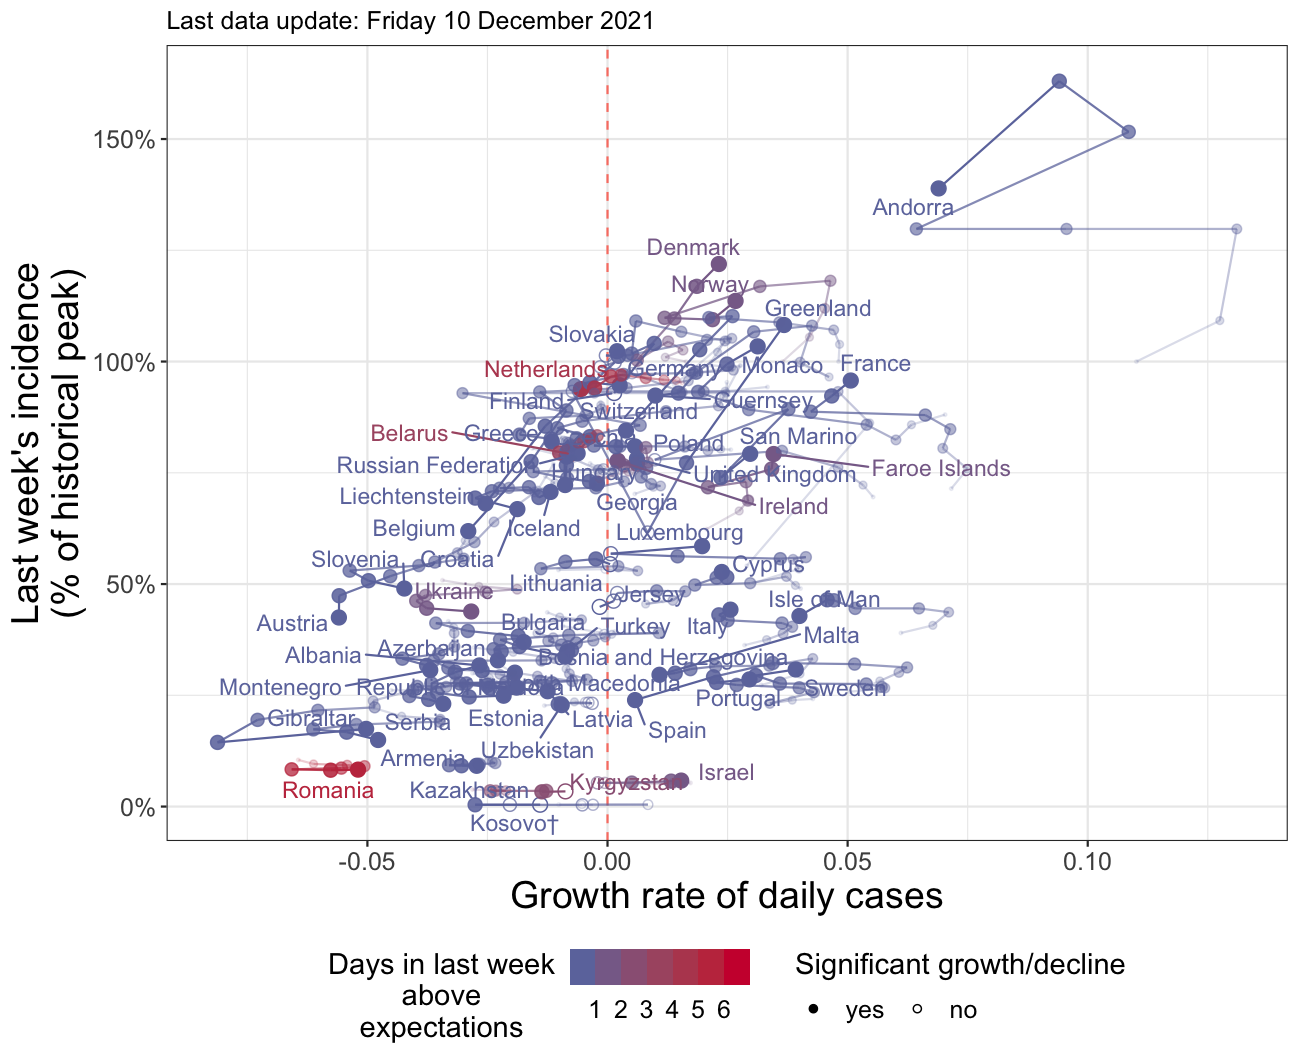 Last data update: Friday 10 December 2021
150%
100%
50%
0%
Last week's incidence
(% of historical peak)
Andorra
Denmark
Norway
Greenland
Slovakia
Netherlands
Germany
Monaco
France
Finland
Switzerland
Guernsey
Belarus
Greece
Poland
San Marino
Russian Federation
Hungary
United Kingdom
Faroe Islands
Liechtenstein
Georgia
Ireland
Belgium
Iceland
Luxembourg
Slovenia
Croatia
Cyprus
Lithuania
Ukraine
Jersey
Isle of Man
Austria
Bulgaria
Turkey
Italy
Malta
Albania
Azerbaijan
Bosnia and Herzegovina
Montenegro
Macedonia
Portugal
Sweden
Gibraltar
Serbia
Estonia
Latvia
Spain
Uzbekistan
Armenia
Romania
Kazakhstan
Kyrgyzstan
Israel
Kosovo†
-0.05
0.00
0.05
0.10
Growth rate of daily cases
Days in last week
above
expectations
1 2 3 4 5 6
Significant growth/decline
yes
no